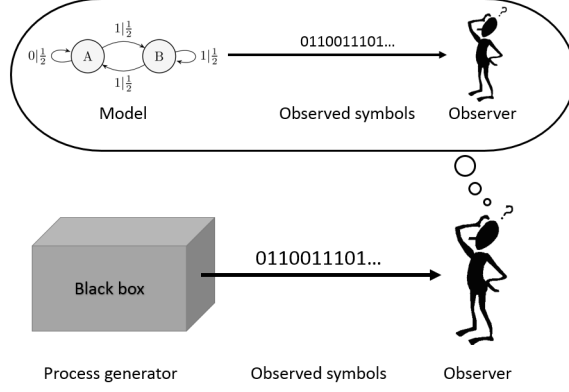 1|½
0|½ A B 1|½
1|½
0110011101...
?
Model Observed symbols Observer
?
0110011101...
Black box
Process generator Observed symbols Observer